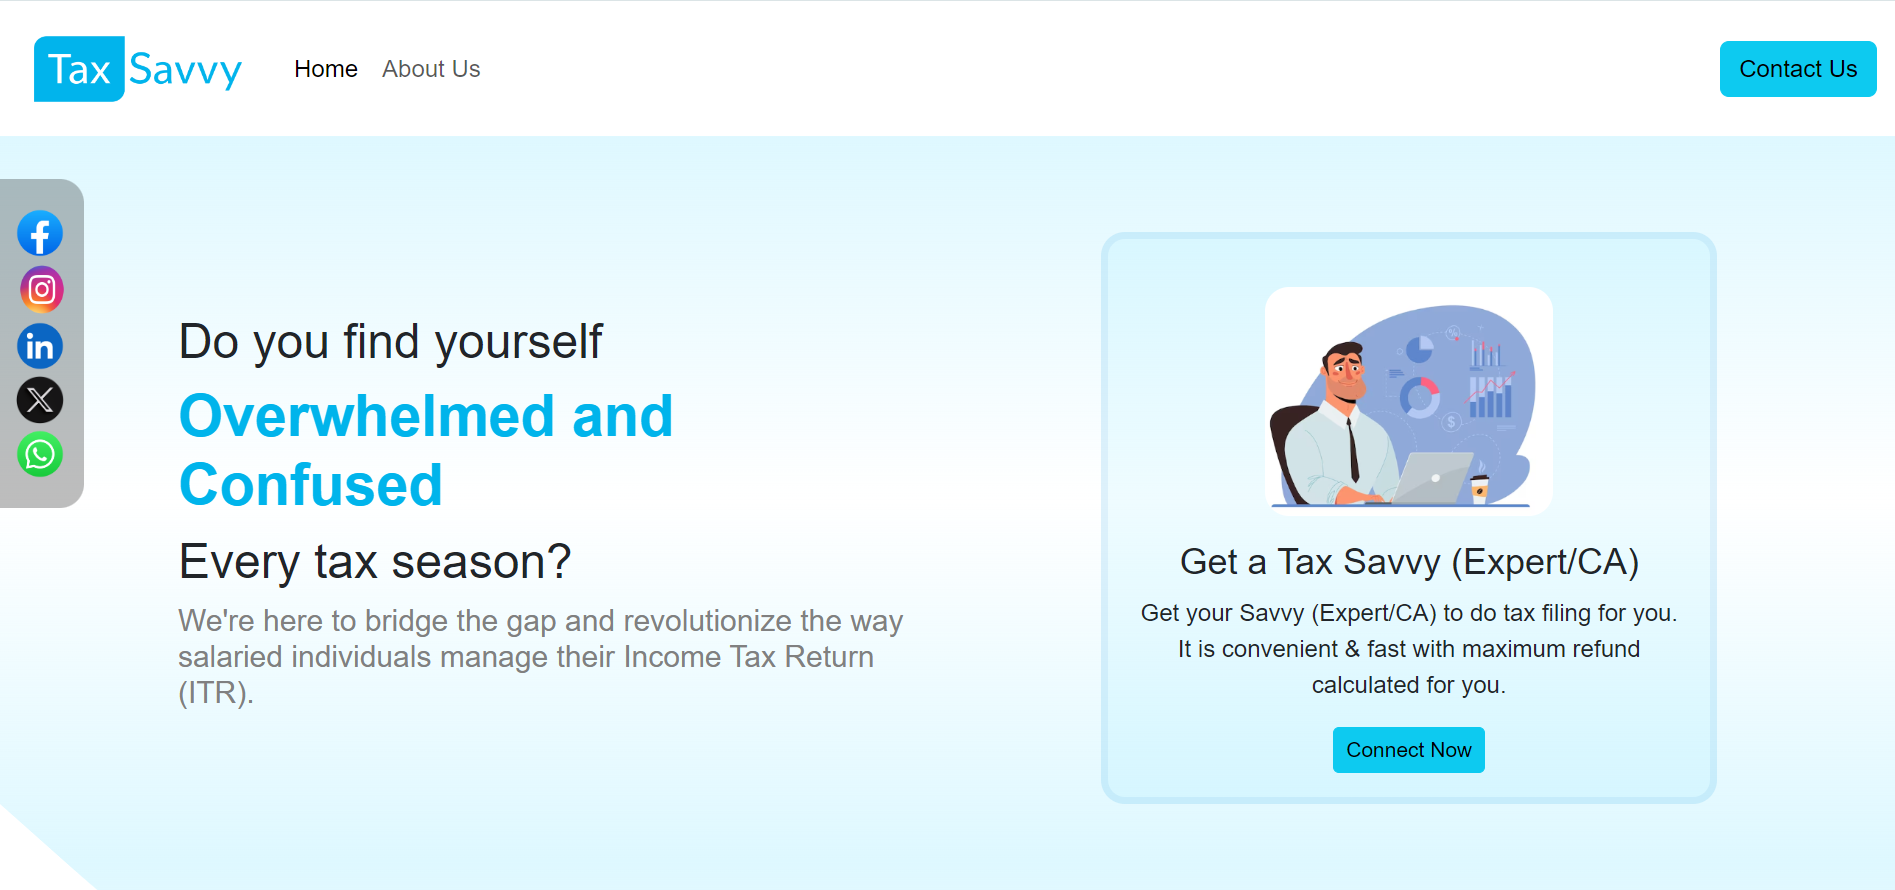 Tax Savvy
Home
About Us
Contact Us
Do you find yourself
Overwhelmed and
Confused
Every tax season?
We're here to bridge the gap and revolutionize the way
salaried individuals manage their Income Tax Return
(ITR).
Get a Tax Savvy (Expert/CA)
Get your Savvy (Expert/CA) to do tax filing for you.
It is convenient & fast with maximum refund
calculated for you.
Connect Now